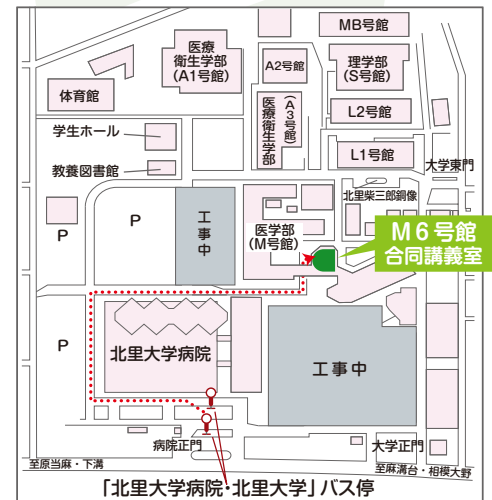 MB号館
医療
衛生学部
（A1号館）
A2号館
理学部
（S号館）
体育館
医療衛生学部
（A3号館）
L2号館
学生ホール
L1号館
教養図書館
大学東門
北里柴三郎銅像
P
P
工事中
医学部
（M号館）
M6号館
合同講義室
P
北里大学病院
工事中
病院正門
大学正門
至原当麻・下溝
至麻溝台・相模大野
「北里大学病院・北里大学」バス停